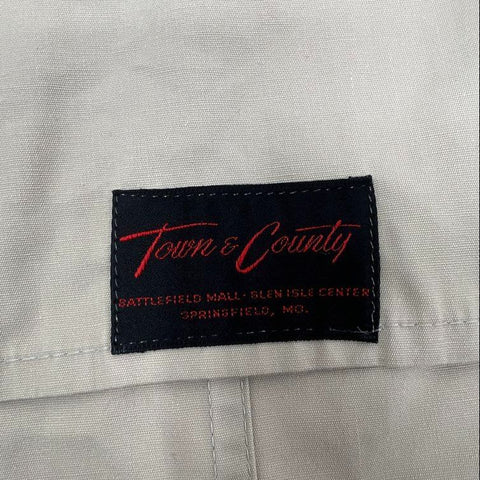 Town & County
BATTLEFIELD MALL · GLEN ISLE CENTER
SPRINGFIELD, MO.